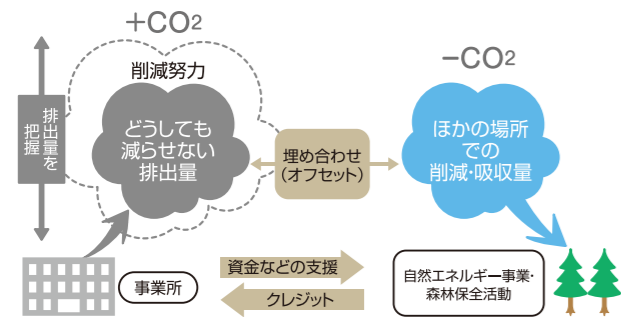 +CO2
削減努力
排出量を
把握
どうしても
減らせない
排出量
埋め合わせ
(オフセット)
−CO2
ほかの場所
での
削減・吸収量
事業所
資金などの支援
クレジット
自然エネルギー事業・
森林保全活動